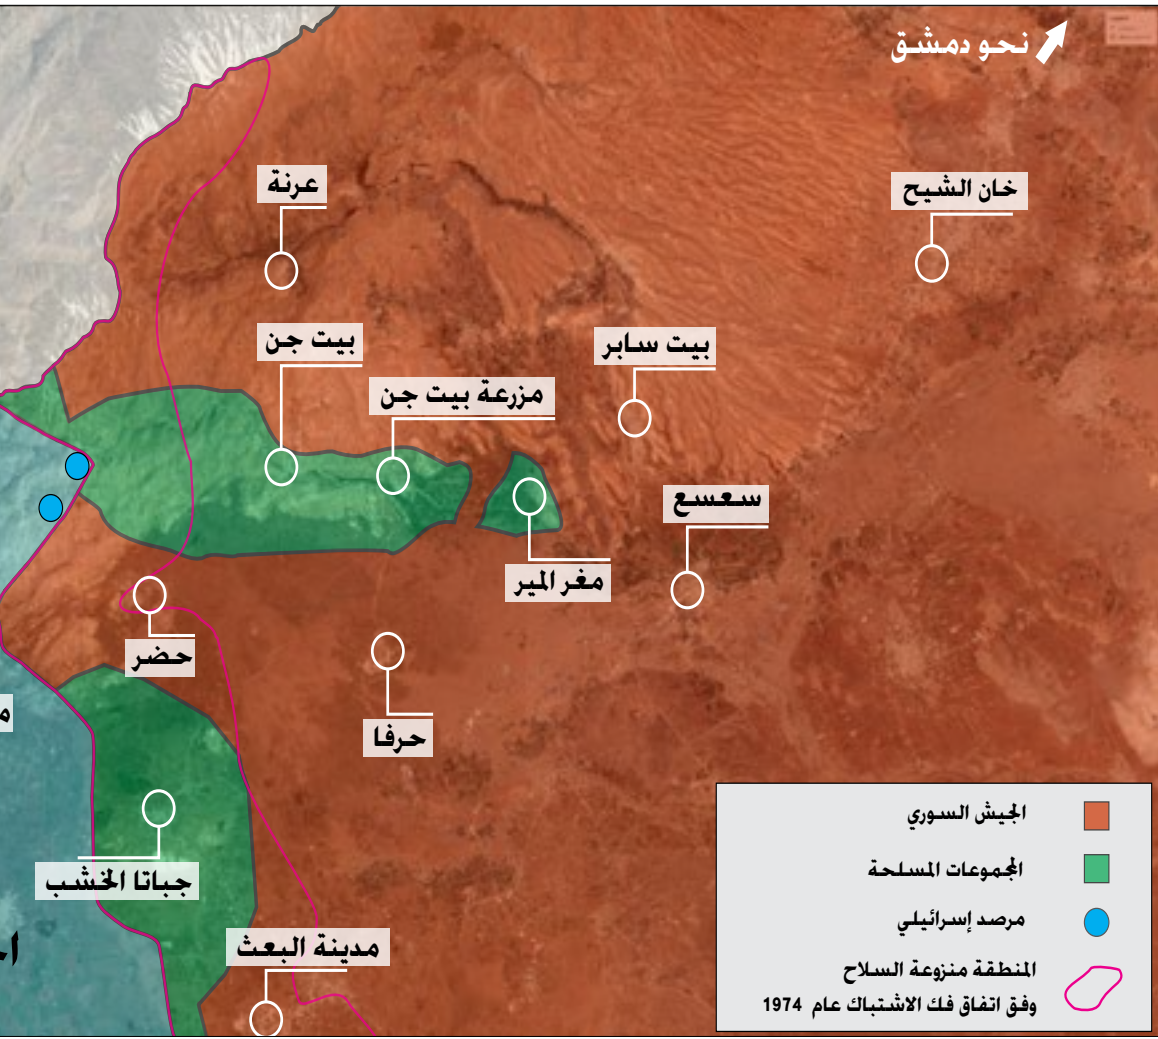 نحو دمشق
عرنة
خان الشيح
بيت جن
بيت سابر
مزرعة بيت جن
سعسع
مغر المير
حضر
حرفا
جباتا الخشب
مدينة البعث
الجيش السوري
المجموعات المسلحة
مرصد إسرائيلي
المنطقة منزوعة السلاح
وفق اتفاق فك الاشتباك عام 1974